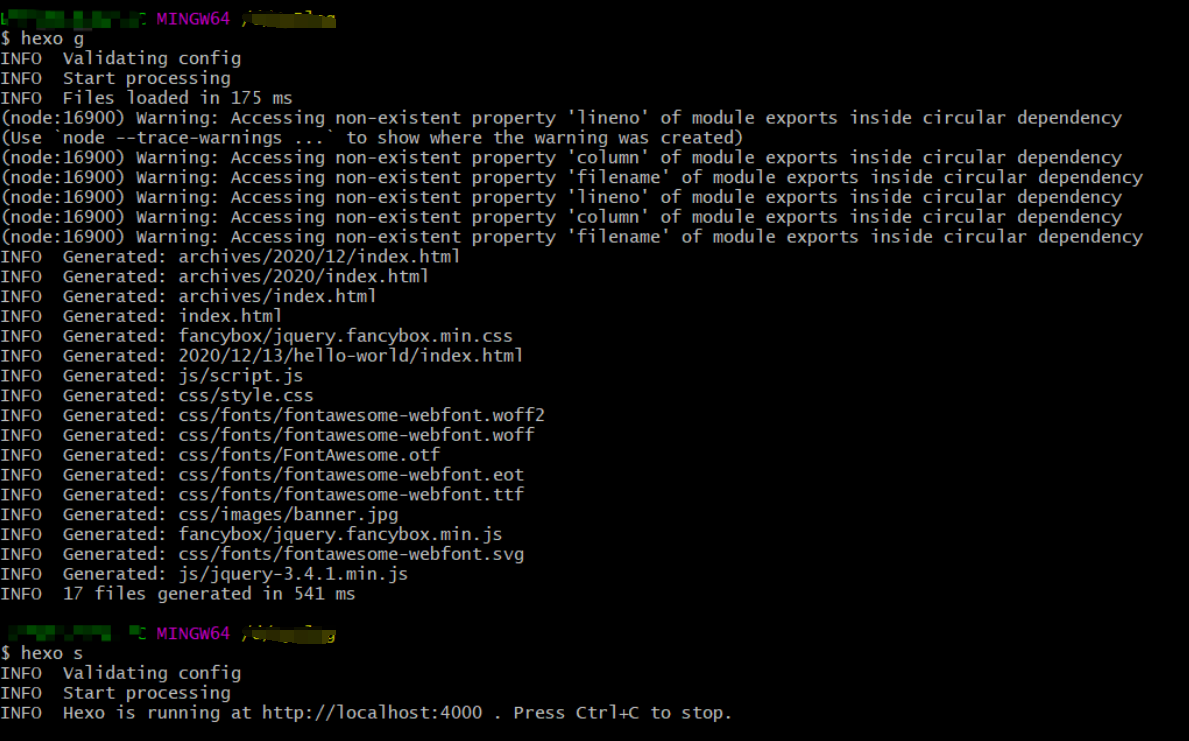 MINGW64
$ hexo g
INFO  Validating config
INFO  Start processing
INFO  Files loaded in 175 ms
(node:16900) Warning: Accessing non-existent property 'lineno' of module exports inside circular dependency
(Use `node --trace-warnings ...` to show where the warning was created)
(node:16900) Warning: Accessing non-existent property 'column' of module exports inside circular dependency
(node:16900) Warning: Accessing non-existent property 'filename' of module exports inside circular dependency
(node:16900) Warning: Accessing non-existent property 'lineno' of module exports inside circular dependency
(node:16900) Warning: Accessing non-existent property 'column' of module exports inside circular dependency
(node:16900) Warning: Accessing non-existent property 'filename' of module exports inside circular dependency
INFO  Generated: archives/2020/12/index.html
INFO  Generated: archives/2020/index.html
INFO  Generated: archives/index.html
INFO  Generated: index.html
INFO  Generated: fancybox/jquery.fancybox.min.css
INFO  Generated: 2020/12/13/hello-world/index.html
INFO  Generated: js/script.js
INFO  Generated: css/style.css
INFO  Generated: css/fonts/fontawesome-webfont.woff2
INFO  Generated: css/fonts/fontawesome-webfont.woff
INFO  Generated: css/fonts/FontAwesome.otf
INFO  Generated: css/fonts/fontawesome-webfont.eot
INFO  Generated: css/fonts/fontawesome-webfont.ttf
INFO  Generated: css/images/banner.jpg
INFO  Generated: fancybox/jquery.fancybox.min.js
INFO  Generated: css/fonts/fontawesome-webfont.svg
INFO  Generated: js/jquery-3.4.1.min.js
INFO  17 files generated in 541 ms
MINGW64
$ hexo s
INFO  Validating config
INFO  Start processing
INFO  Hexo is running at http://localhost:4000 . Press Ctrl+C to stop.